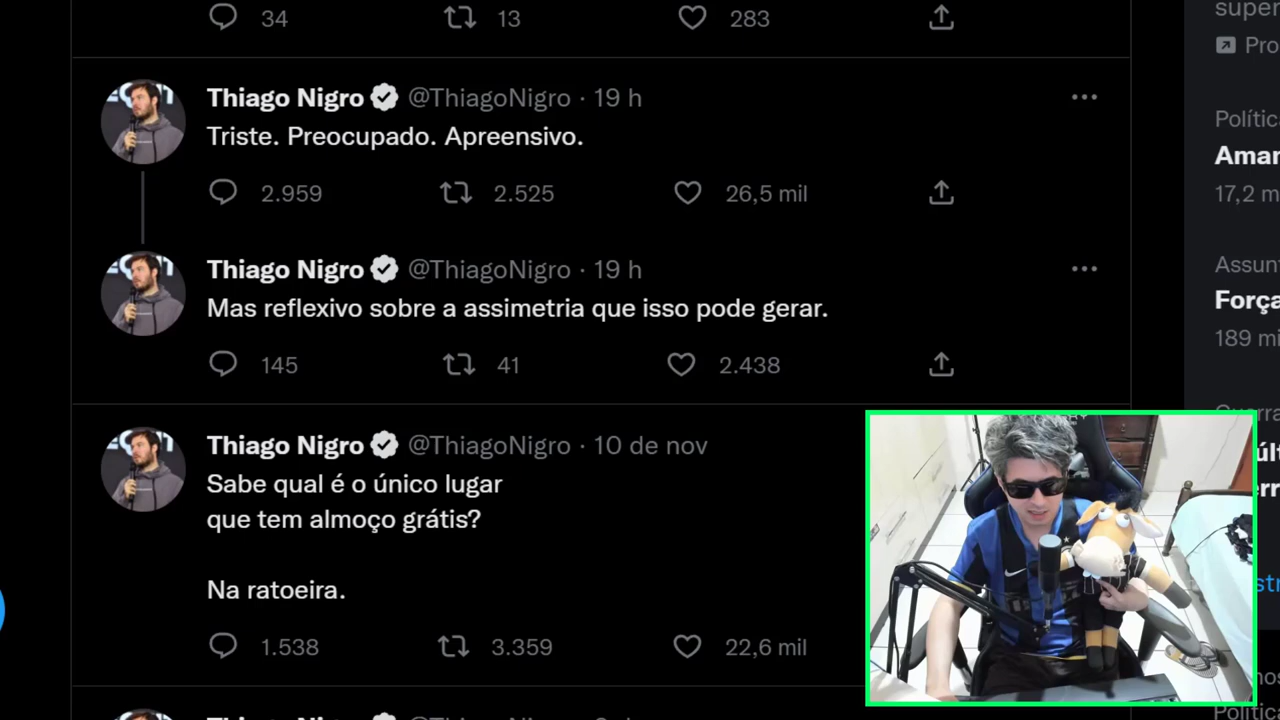 34 13 283
Thiago Nigro @ThiagoNigro · 19 h
Triste. Preocupado. Apreensivo.
2.959 2.525 26,5 mil
Thiago Nigro @ThiagoNigro · 19 h
Mas reflexivo sobre a assimetria que isso pode gerar.
145 41 2.438
Thiago Nigro @ThiagoNigro · 10 de nov
Sabe qual é o único lugar
que tem almoço grátis?
Na ratoeira.
1.538 3.359 22,6 mil
super
Pro
Polític
Aman
17,2 m
Assun
Força
189 mi